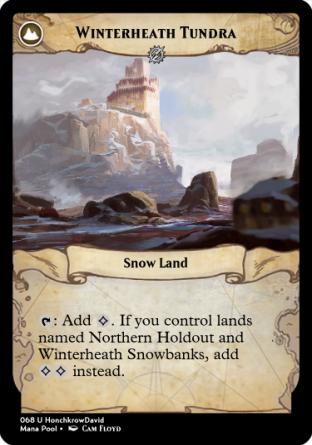 WINTERHEATH TUNDRA
Snow Land
: Add . If you control lands
named Northern Holdout and
Winterheath Snowbanks, add
instead.
068 U HonchkrowDavid
Mana Pool • CAM FLOYD